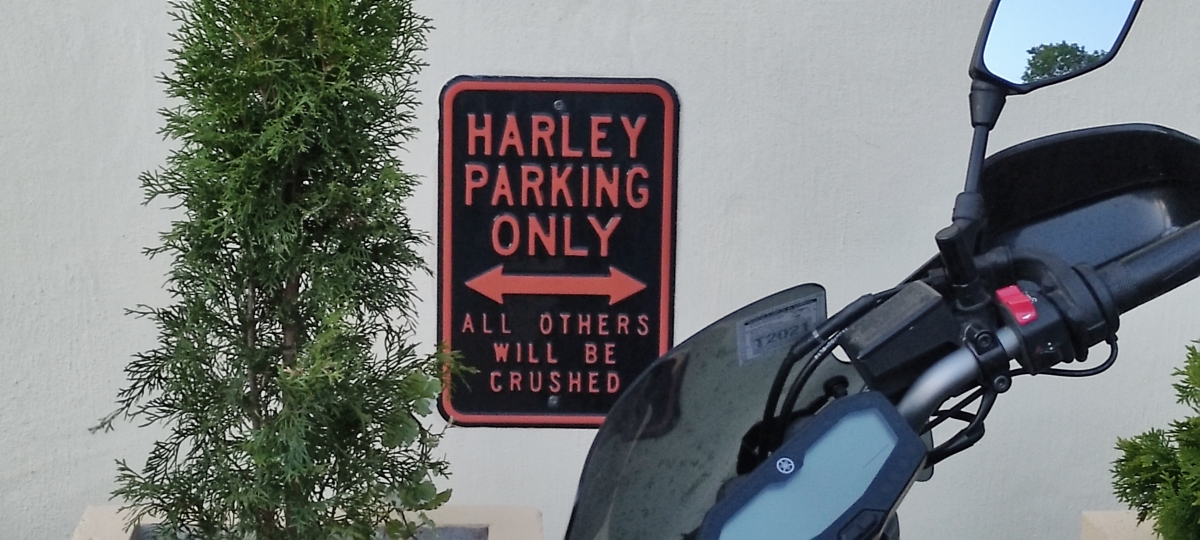 HARLEY
PARKING
ONLY
ALL OTHERS
WILL BE
CRUSHED